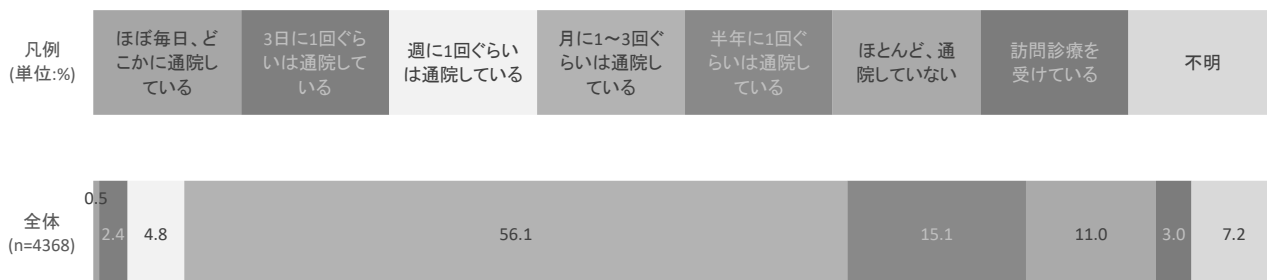 凡例
(単位:%)
ほぼ毎日、ど
こかに通院し
ている
3日に1回ぐら
いは通院して
いる
週に1回ぐらい
は通院している
月に1～3回ぐ
らいは通院し
ている
半年に1回ぐ
らいは通院し
ている
ほとんど、通
院していない
訪問診療を
受けている
不明
全体
(n=4368)
0.5
2.4
4.8
56.1
15.1
11.0
3.0
7.2